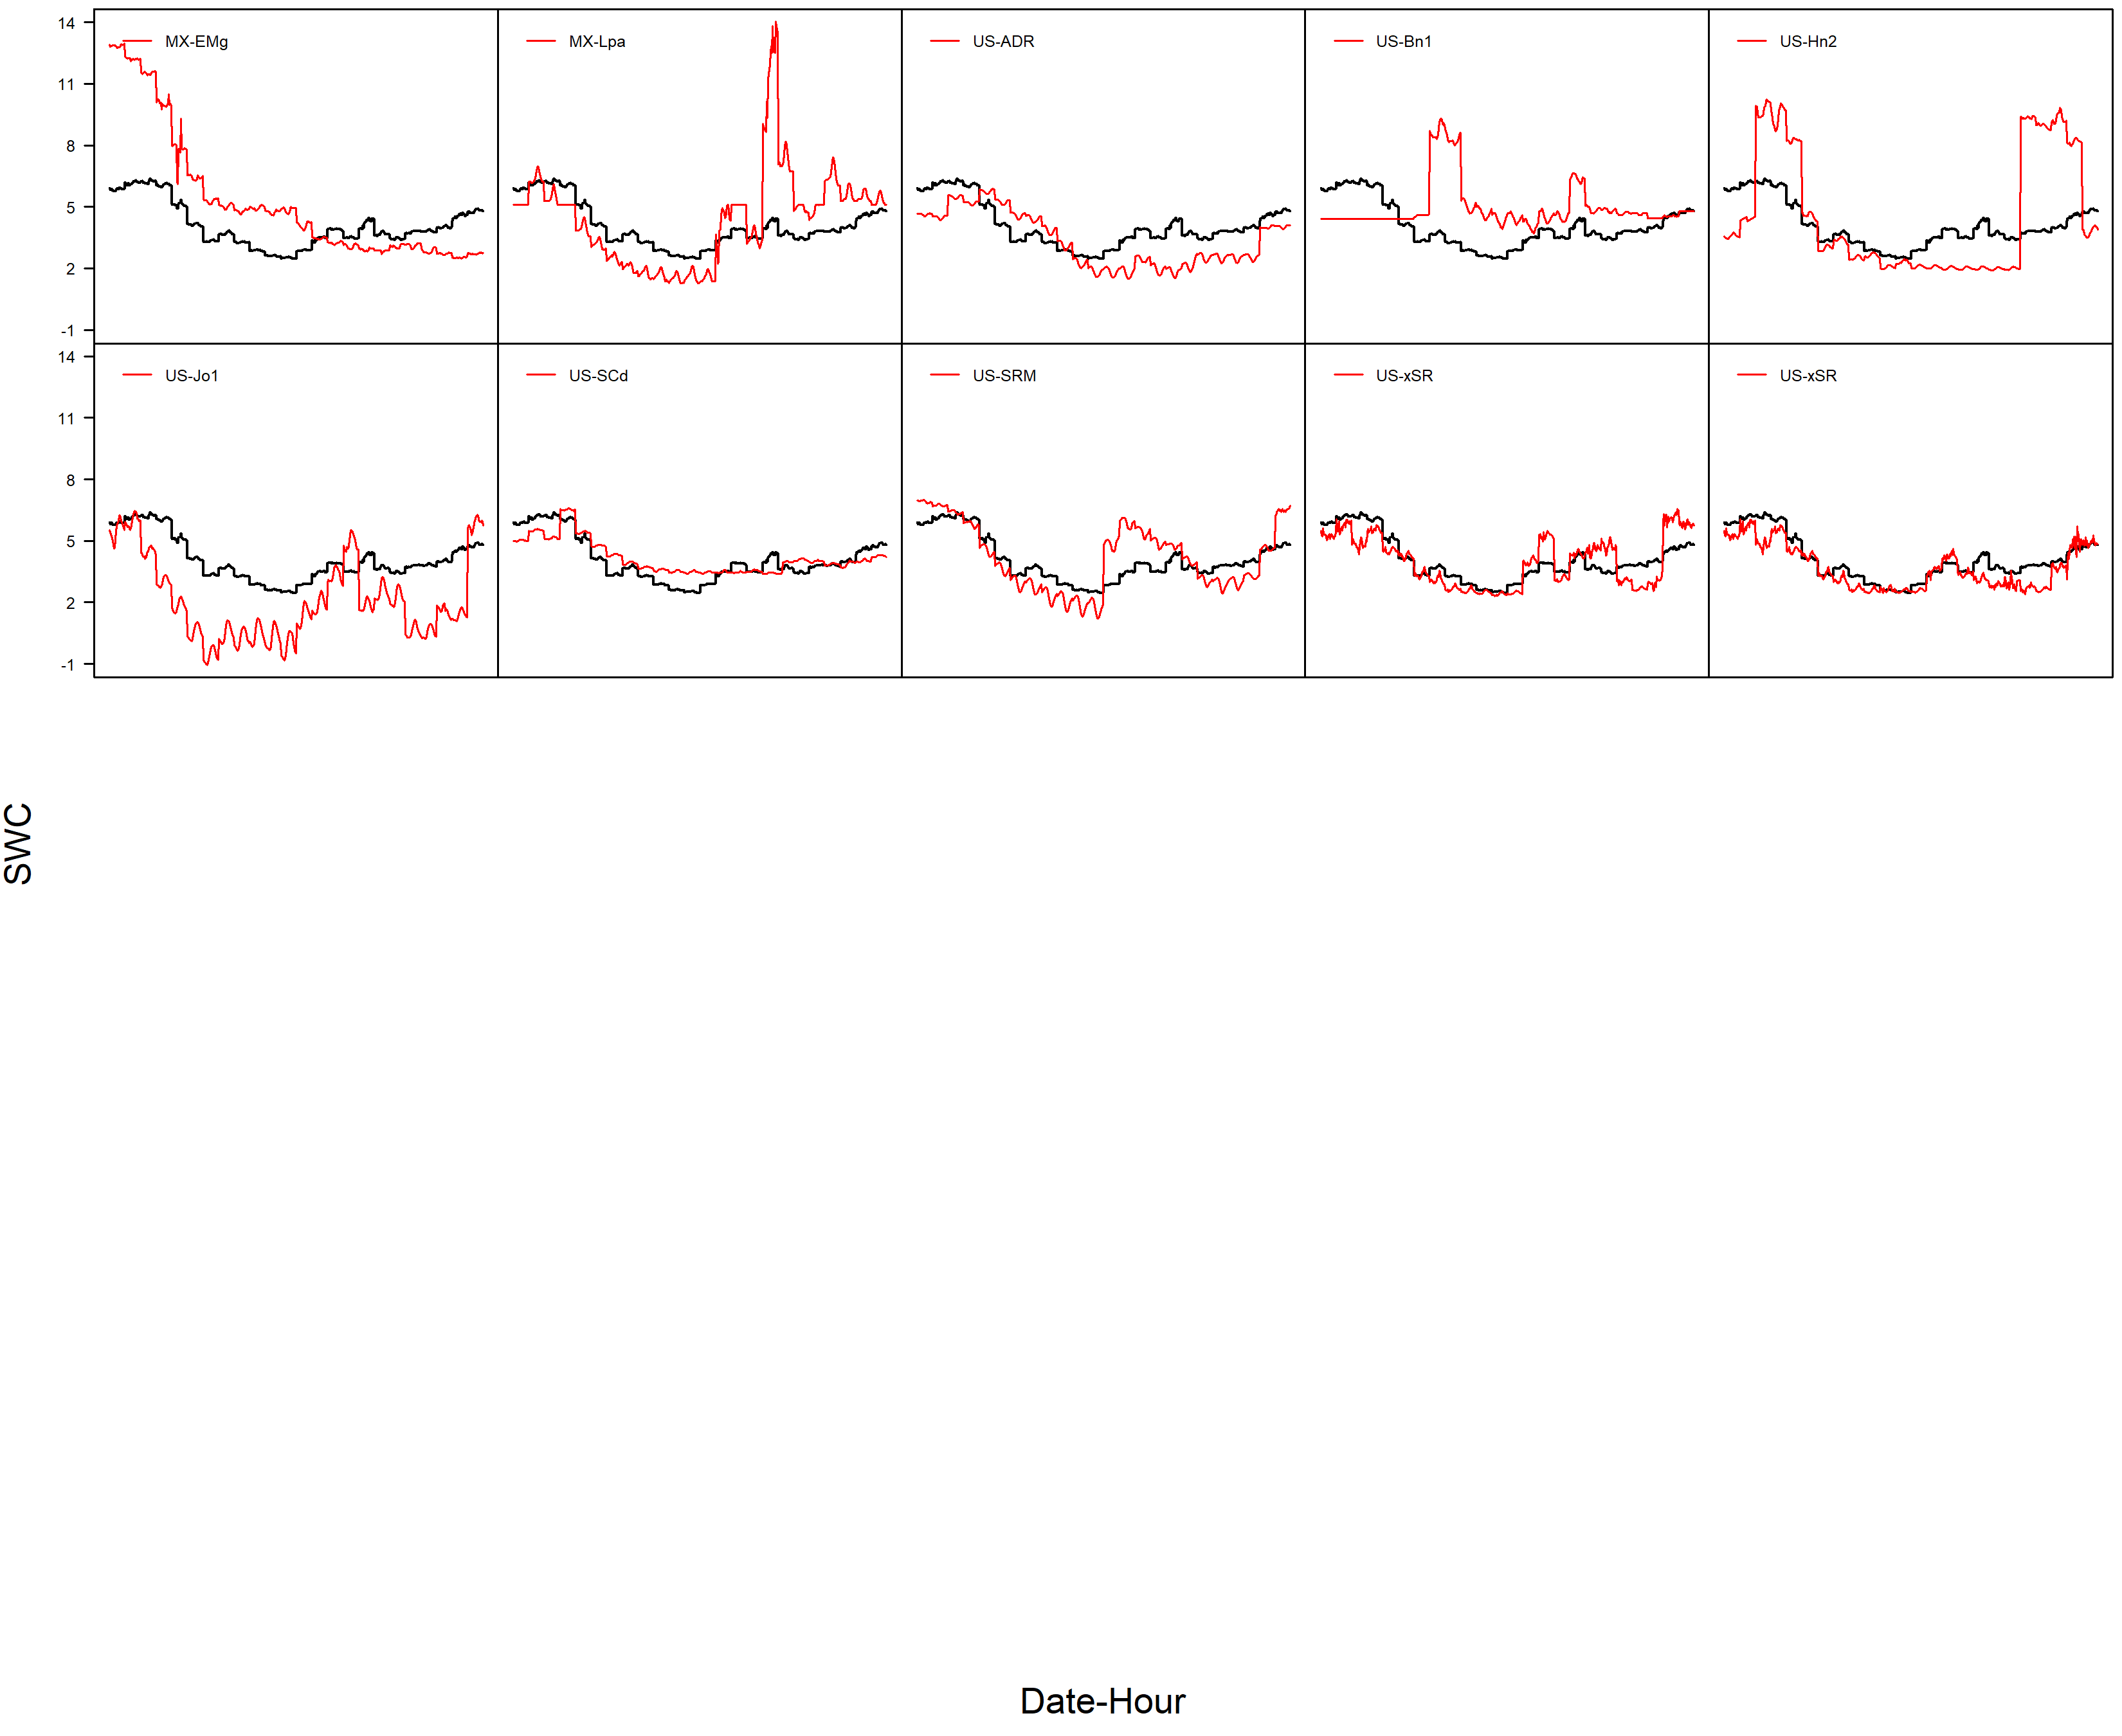 14
11
8
5
2
-1
MX-EMg
MX-Lpa
US-ADR
US-Bn1
US-Hn2
14
11
8
5
2
-1
US-Jo1
US-SCd
US-SRM
US-xSR
US-xSR
SWC
Date-Hour